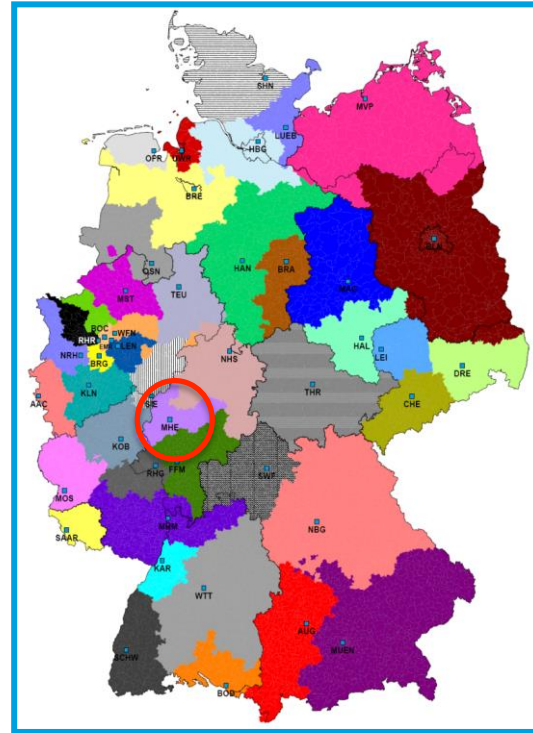 SHN
MVP
LUEB
HBG
OFR
BRE
HAN
BRA
OSN
MST
TEU
BOC
WFN
RHR
NRH
BRG
NHS
HAL
LEI
KLN
DRE
AAC
SIE
THR
CHE
MHE
KOB
RHG
FFM
SWF
MOS
NBG
SAAR
KAR
WTT
AUG
MUEN
SCHW
BOD